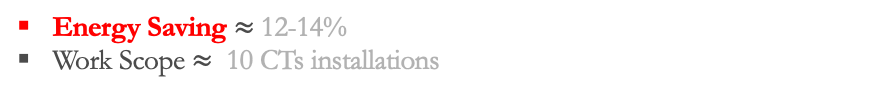 ▪ Energy Saving ≈ 12-14%
▪ Work Scope ≈ 10 CTs installations